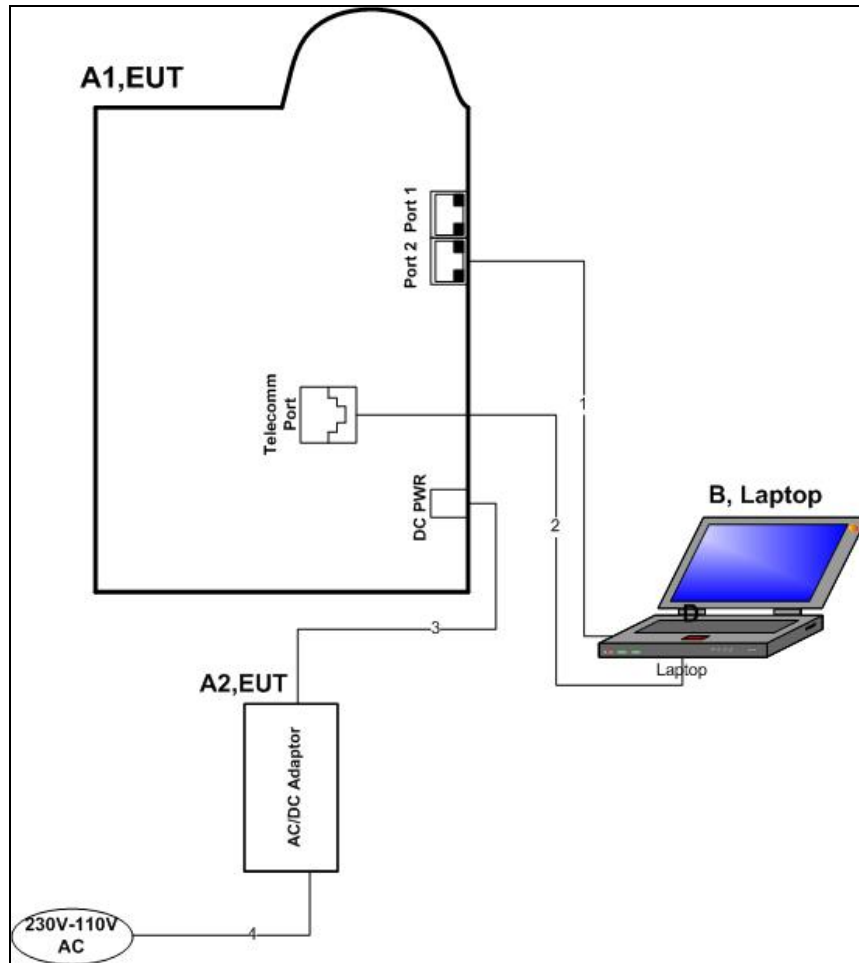 A1,EUT
Port 1
Port 2
1
Telecomm
Port
DC PWR
2
B, Laptop
D
Laptop
3
A2,EUT
AC/DC Adaptor
230V-110V
AC
4